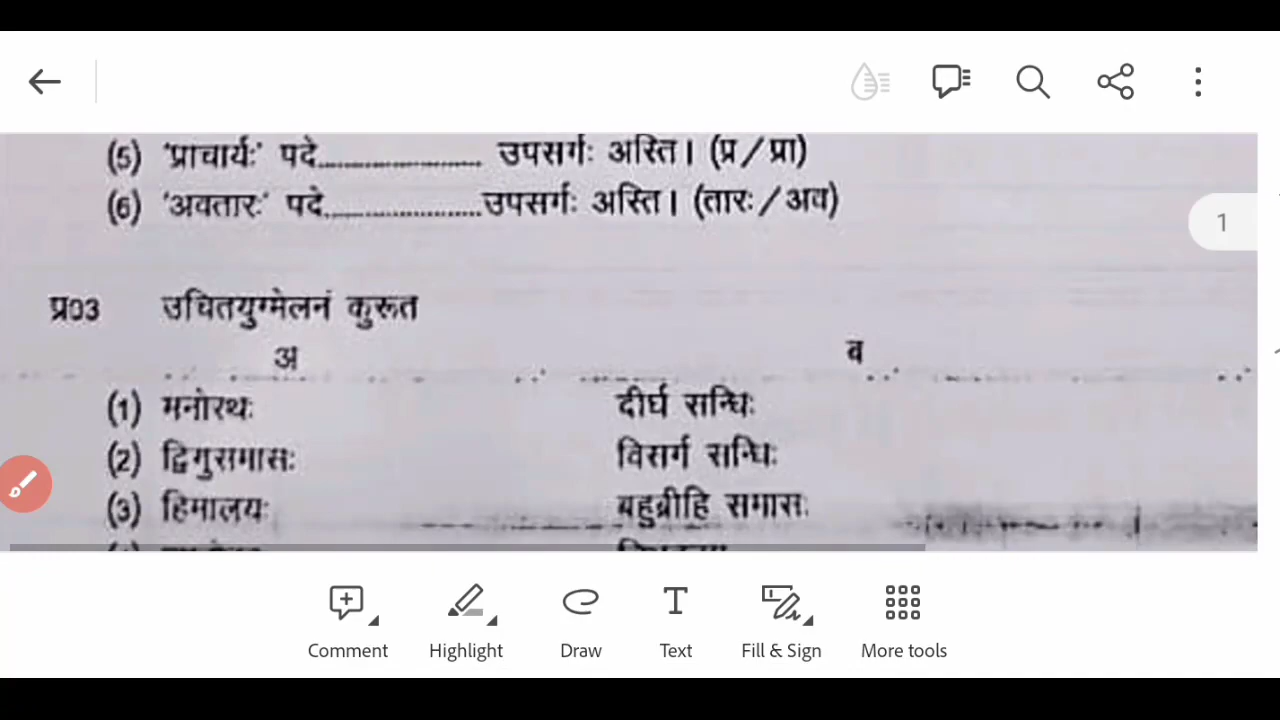 (5) 'प्राचार्यः' पदे...................... उपसर्गः अस्ति। (प्र/प्रा)
1
(6) 'अवतारः' पदे.....................उपसर्गः अस्ति। (तारः/अव)
प्र03 उचितयुग्मेलनं कुरूत
अ व
(1) मनोरथः दीर्घ सन्धिः
(2) द्विगुसमासः विसर्ग सन्धिः
(3) हिमालयः बहुव्रीहि समासः
Comment Highlight Draw Text Fill & Sign More tools